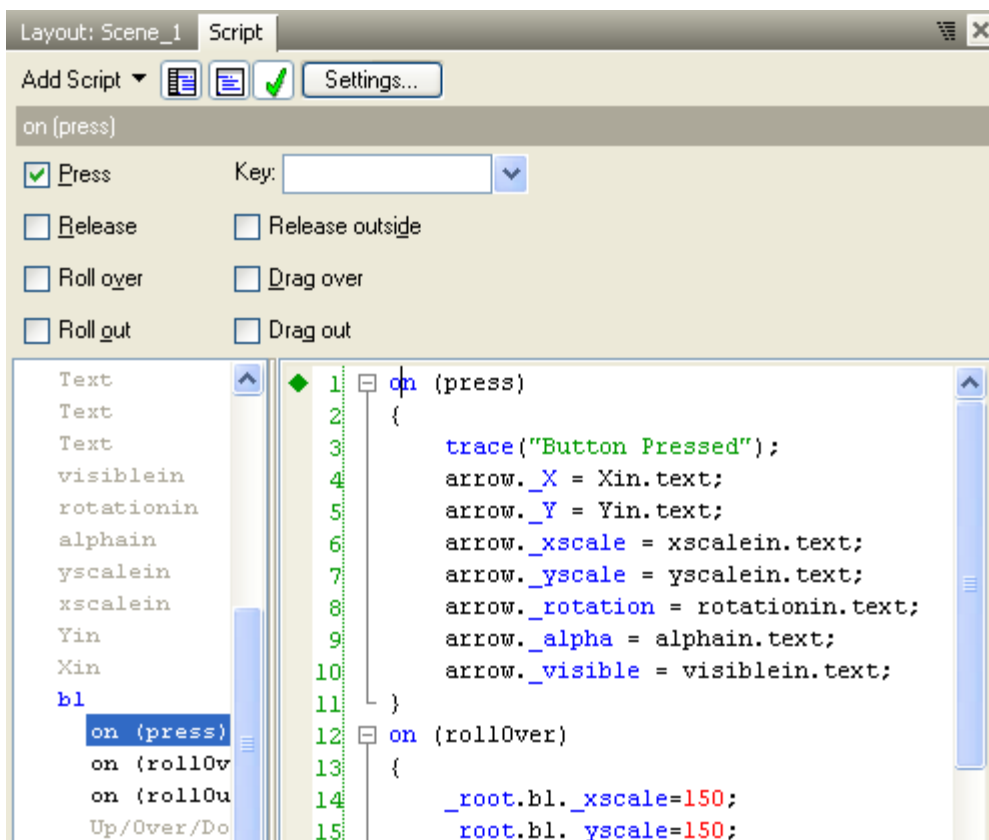 Layout: Scene_1 Script
Add Script Settings...
on (press)
Press Key:
Release Release outside
Roll over Drag over
Roll out Drag out
Text
Text
Text
visiblein
rotationin
alphain
yscalein
xscalein
Yin
Xin
bl
on (press)
on (rollOv
on (rollOu
Up/Over/Do
1 on (press)
2 {
3 trace("Button Pressed");
4 arrow._X = Xin.text;
5 arrow._Y = Yin.text;
6 arrow._xscale = xscalein.text;
7 arrow._yscale = yscalein.text;
8 arrow._rotation = rotationin.text;
9 arrow._alpha = alphain.text;
10 arrow._visible = visiblein.text;
11 }
12 on (rollOver)
13 {
14 _root.bl._xscale=150;
15 _root.bl._yscale=150;